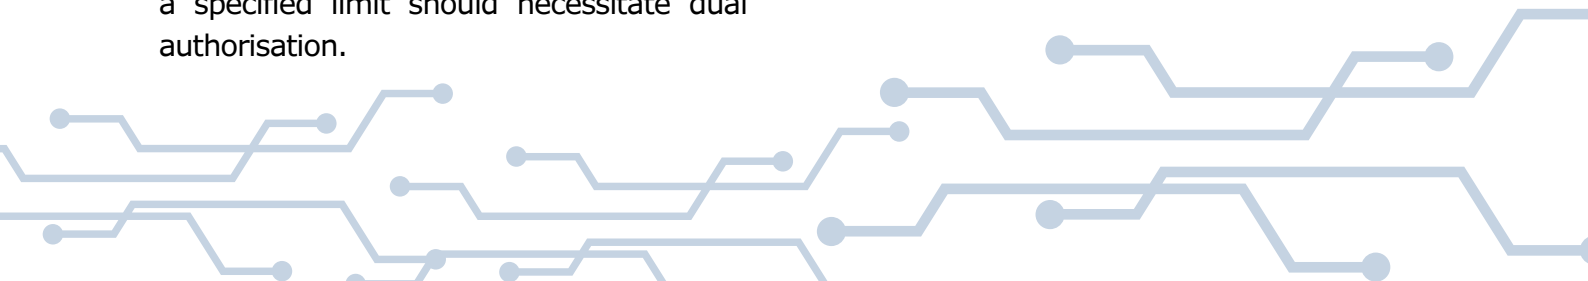 a specified limit should necessitate dual
authorisation.